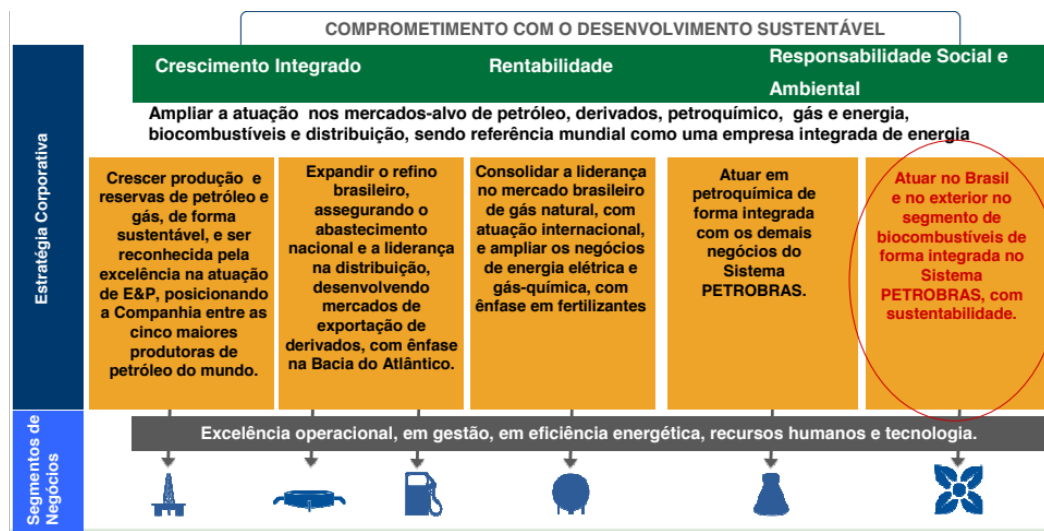 COMPROMETIMENTO COM O DESENVOLVIMENTO SUSTENTÁVEL
Crescimento Integrado
Rentabilidade
Responsabilidade Social e
Ambiental
Ampliar a atuação nos mercados-alvo de petróleo, derivados, petroquímico, gás e energia,
biocombustíveis e distribuição, sendo referência mundial como uma empresa integrada de energia
Estratégia Corporativa
Crescer produção e
reservas de petróleo e
gás, de forma
sustentável, e ser
reconhecida pela
excelência na atuação
de E&P, posicionando
a Companhia entre as
cinco maiores
produtoras de
petróleo do mundo.
Expandir o refino
brasileiro,
assegurando o
abastecimento
nacional e a liderança
na distribuição,
desenvolvendo
mercados de
exportação de
derivados, com ênfase
na Bacia do Atlântico.
Consolidar a liderança
no mercado brasileiro
de gás natural, com
atuação internacional,
e ampliar os negócios
de energia elétrica e
gás-química, com
ênfase em fertilizantes
Atuar em
petroquímica de
forma integrada
com os demais
negócios do
Sistema
PETROBRAS.
Atuar no Brasil
e no exterior no
segmento de
biocombustíveis de
forma integrada no
Sistema
PETROBRAS, com
sustentabilidade.
Segmentos de
Negócios
Excelência operacional, em gestão, em eficiência energética, recursos humanos e tecnologia.